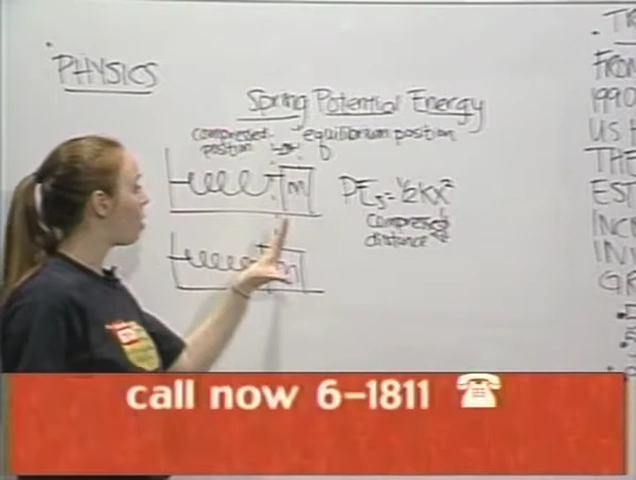 PHYSICS
Spring Potential Energy
compressed
position
equilibrium position
m
PEs = 1/2KX²
compressed
distance
m
FROM
1990
US
THE
EST
INC
INV
GR
call now 6-1811